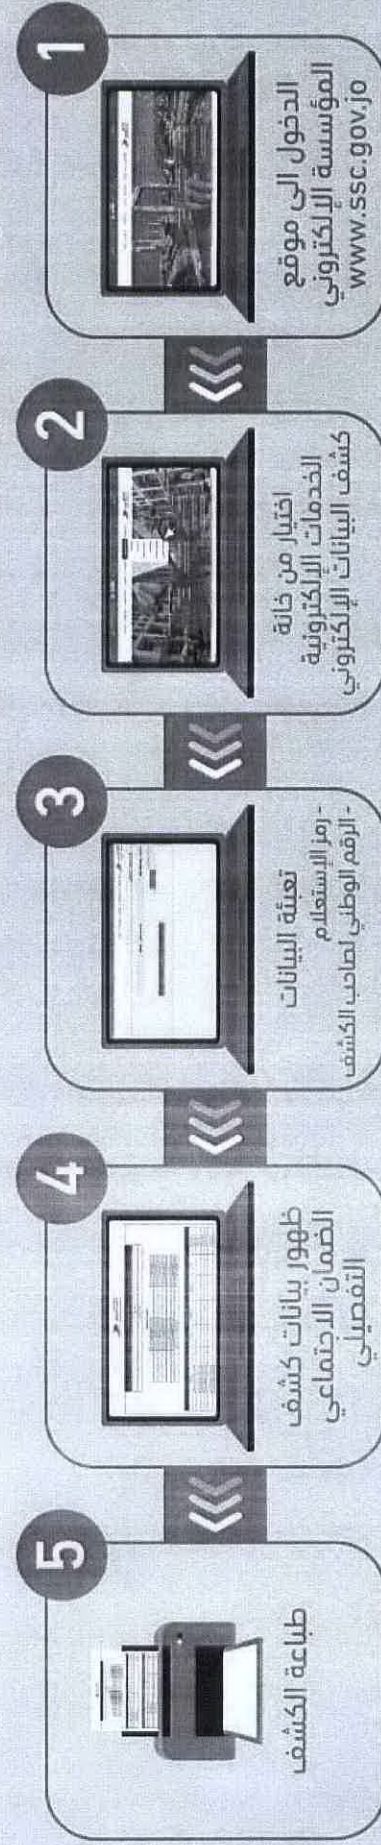 1
الدخول الى موقع
المؤسسة الإلكتروني
www.ssc.gov.jo
2
اختيار من خانة
الخدمات الإلكترونية
كشف البيانات الإلكتروني
3
تعبئة البيانات
- رمز الإستعلام
- الرقم الوطني لصاحب الكشف
4
ظهور بيانات كشف
الضمان الاجتماعي
التفصيلي
5
طباعة الكشف